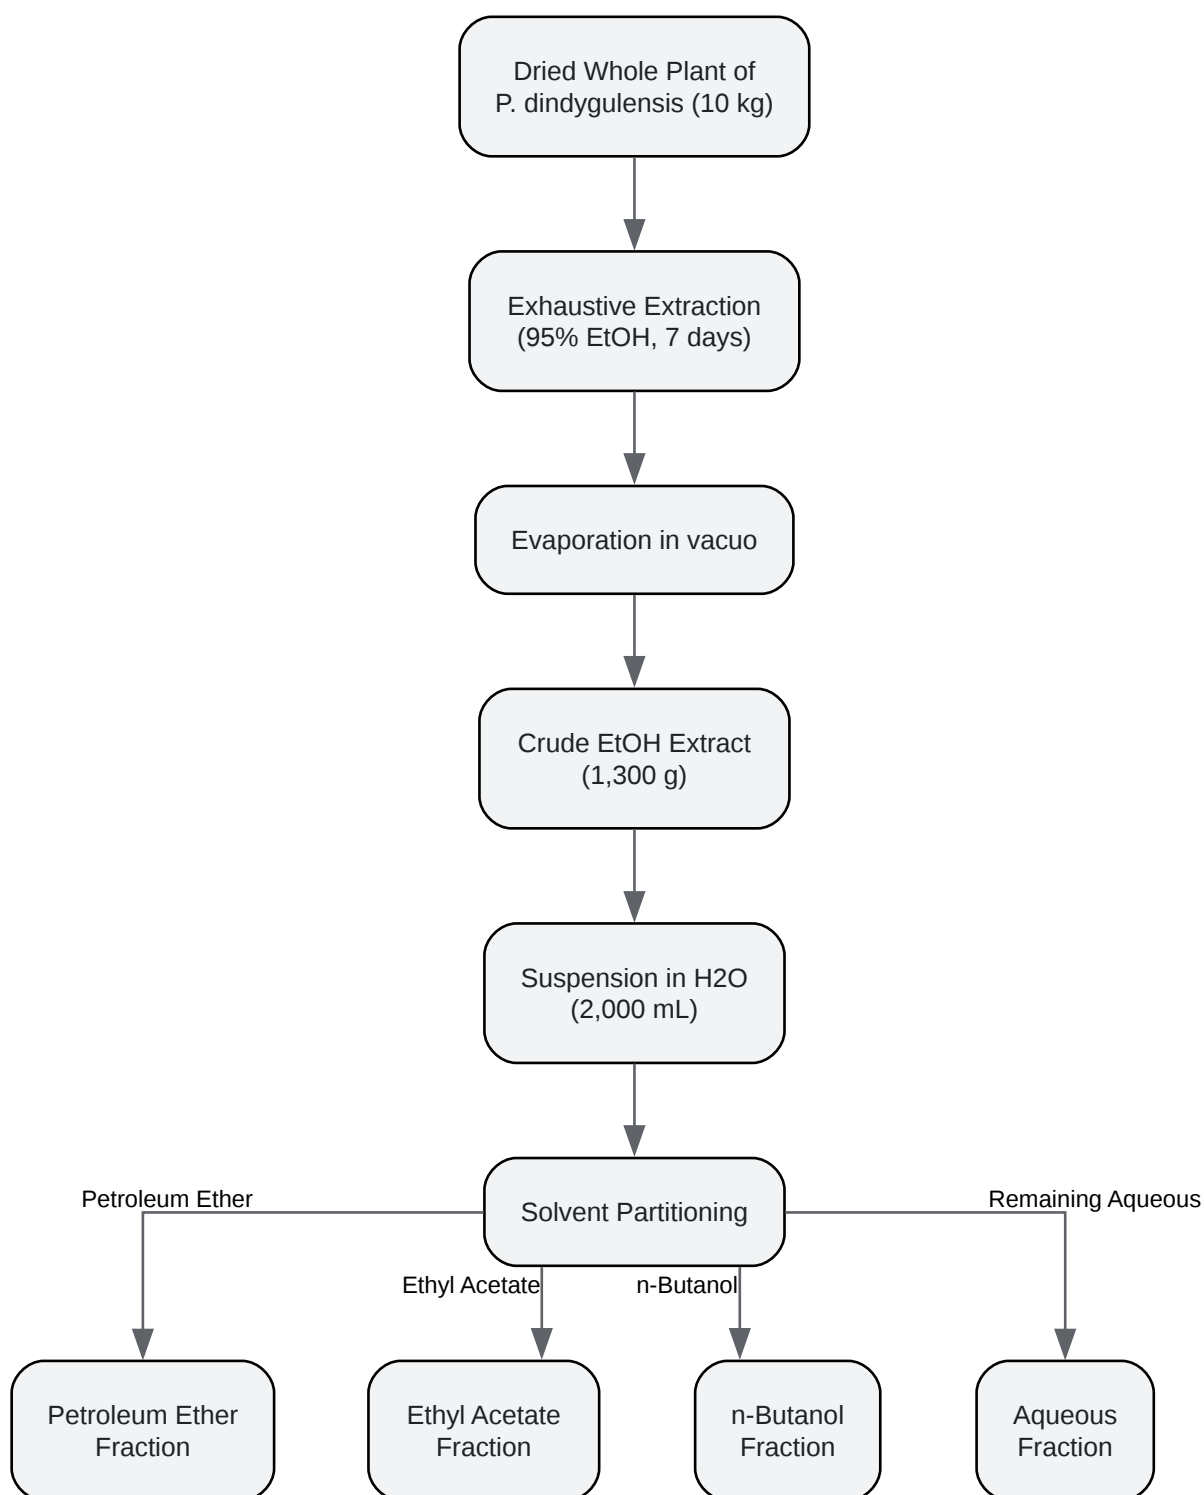 Dried Whole Plant of
P. dindygulensis (10 kg)
Exhaustive Extraction
(95% EtOH, 7 days)
Evaporation in vacuo
Crude EtOH Extract
(1,300 g)
Suspension in H2O
(2,000 mL)
Solvent Partitioning
Petroleum Ether
Ethyl Acetate
n-Butanol
Remaining Aqueous
Petroleum Ether
Fraction
Ethyl Acetate
Fraction
n-Butanol
Fraction
Aqueous
Fraction